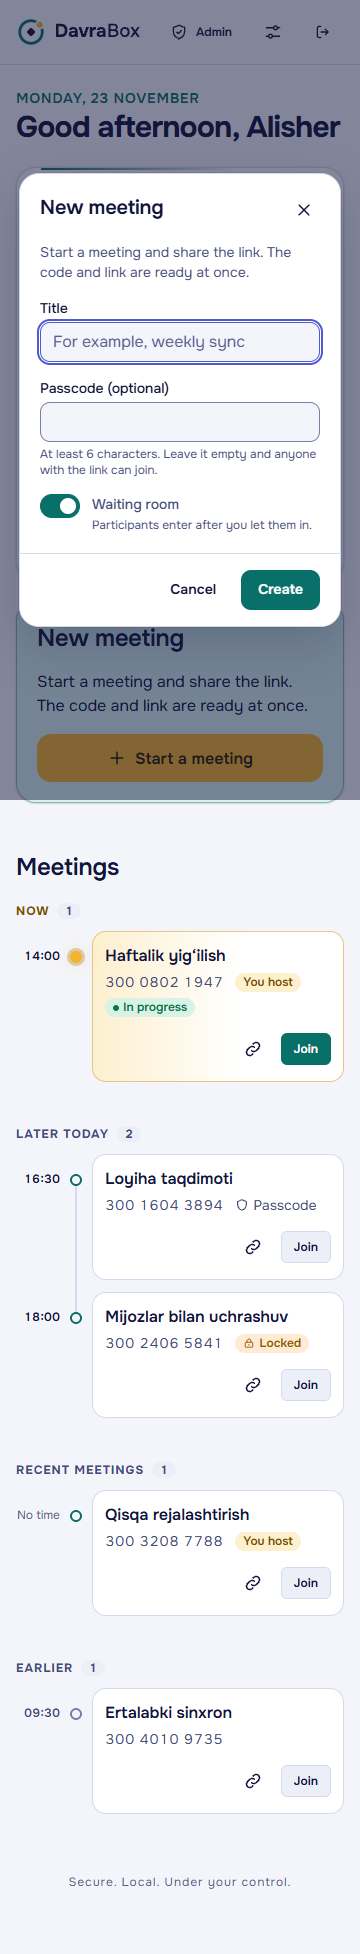 DavraBox
Admin
MONDAY, 23 NOVEMBER
Good afternoon, Alisher
New meeting
Start a meeting and share the link. The
code and link are ready at once.
Title
For example, weekly sync
Passcode (optional)
At least 6 characters. Leave it empty and anyone
with the link can join.
Waiting room
Participants enter after you let them in.
Cancel
Create
New meeting
Start a meeting and share the link.
The code and link are ready at once.
Start a meeting
Meetings
NOW 1
14:00
Haftalik yig‘ilish
300 0802 1947 You host
In progress
Join
LATER TODAY 2
16:30
Loyiha taqdimoti
300 1604 3894 Passcode
Join
18:00
Mijozlar bilan uchrashuv
300 2406 5841 Locked
Join
RECENT MEETINGS 1
No time
Qisqa rejalashtirish
300 3208 7788 You host
Join
EARLIER 1
09:30
Ertalabki sinxron
300 4010 9735
Join
Secure. Local. Under your control.